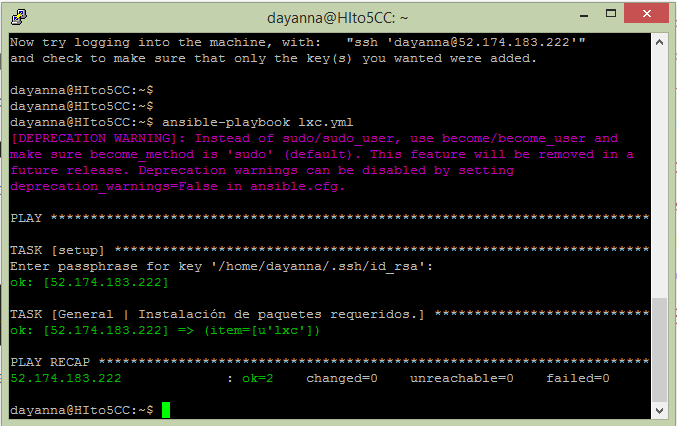 dayanna@HIto5CC: ~
Now try logging into the machine, with:   "ssh 'dayanna@52.174.183.222'"
and check to make sure that only the key(s) you wanted were added.
dayanna@HIto5CC:~$
dayanna@HIto5CC:~$
dayanna@HIto5CC:~$ ansible-playbook lxc.yml
[DEPRECATION WARNING]: Instead of sudo/sudo_user, use become/become_user and
make sure become_method is 'sudo' (default). This feature will be removed in a
future release. Deprecation warnings can be disabled by setting
deprecation_warnings=False in ansible.cfg.
PLAY ***************************************************************************
TASK [setup] *******************************************************************
Enter passphrase for key '/home/dayanna/.ssh/id_rsa':
ok: [52.174.183.222]
TASK [General | Instalación de paquetes requeridos.] ***************************
ok: [52.174.183.222] => (item=[u'lxc'])
PLAY RECAP *********************************************************************
52.174.183.222             : ok=2    changed=0    unreachable=0    failed=0
dayanna@HIto5CC:~$